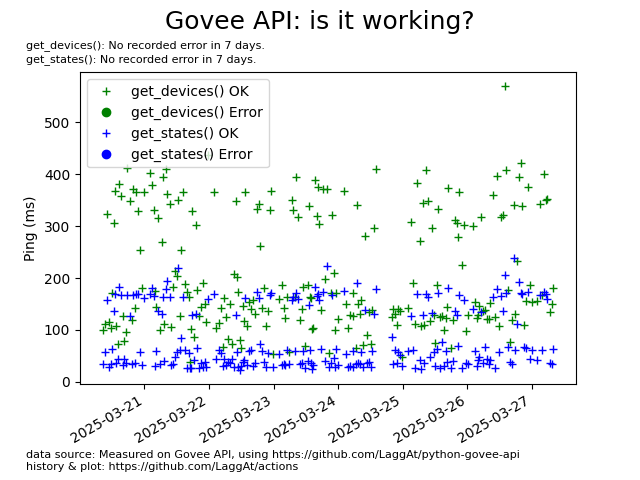 Govee API: is it working?
get_devices(): No recorded error in 7 days.
get_states(): No recorded error in 7 days.
get_devices() OK
get_devices() Error
get_states() OK
get_states() Error
Ping (ms)
500
400
300
200
100
0
2025-03-21
2025-03-22
2025-03-23
2025-03-24
2025-03-25
2025-03-26
2025-03-27
data source: Measured on Govee API, using https://github.com/LaggAt/python-govee-api
history & plot: https://github.com/LaggAt/actions